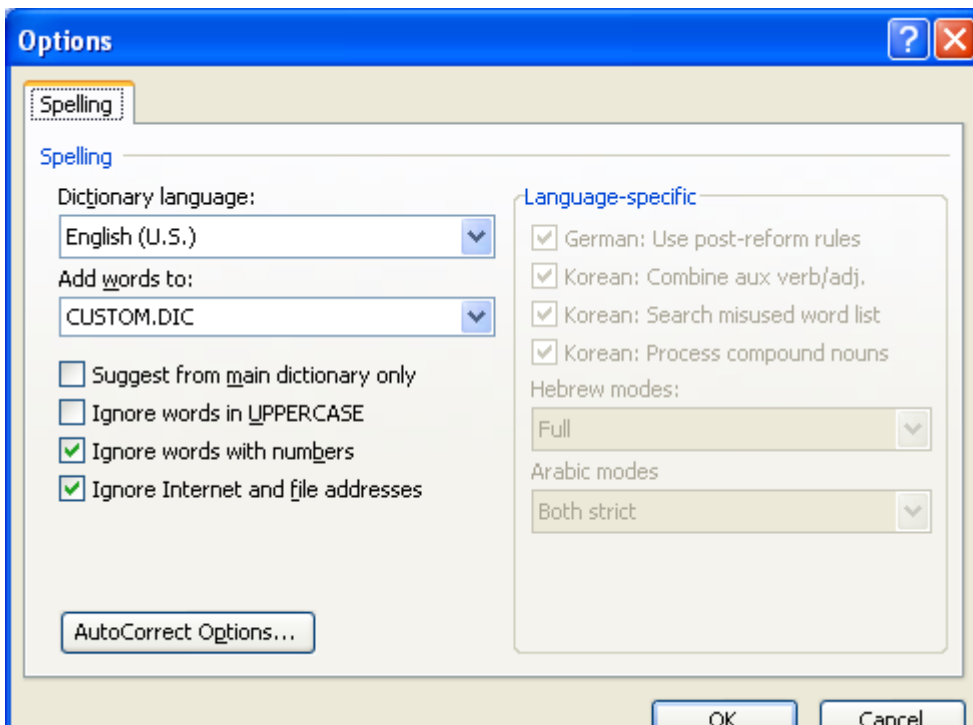 Options
Spelling
Spelling
Dictionary language:
English (U.S.)
Add words to:
CUSTOM.DIC
Suggest from main dictionary only
Ignore words in UPPERCASE
Ignore words with numbers
Ignore Internet and file addresses
AutoCorrect Options...
Language-specific
German: Use post-reform rules
Korean: Combine aux verb/adj.
Korean: Search misused word list
Korean: Process compound nouns
Hebrew modes:
Full
Arabic modes
Both strict
OK
Cancel